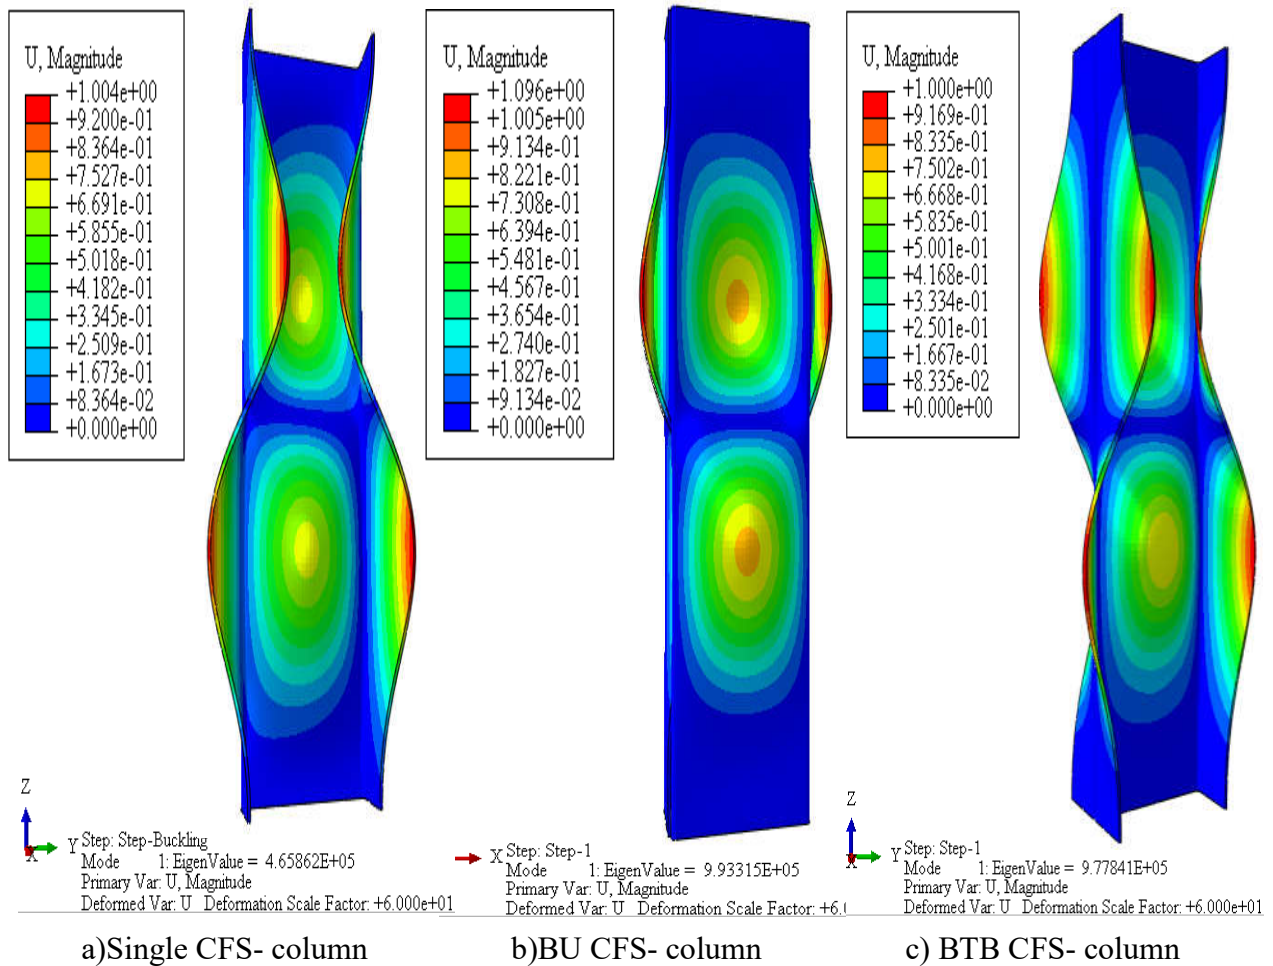 U, Magnitude
+1.004e+00
+9.200e-01
+8.364e-01
+7.527e-01
+6.691e-01
+5.855e-01
+5.018e-01
+4.182e-01
+3.345e-01
+2.509e-01
+1.673e-01
+8.364e-02
+0.000e+00
Z
Y
X
Step: Step-Buckling
Mode 1: EigenValue = 4.65862E+05
Primary Var: U, Magnitude
Deformed Var: U Deformation Scale Factor: +6.000e+01
a)Single CFS- column
U, Magnitude
+1.096e+00
+1.005e+00
+9.134e-01
+8.221e-01
+7.308e-01
+6.394e-01
+5.481e-01
+4.567e-01
+3.654e-01
+2.740e-01
+1.827e-01
+9.134e-02
+0.000e+00
X
Step: Step-1
Mode 1: EigenValue = 9.93315E+05
Primary Var: U, Magnitude
Deformed Var: U Deformation Scale Factor: +6.(
b)BU CFS- column
U, Magnitude
+1.000e+00
+9.169e-01
+8.335e-01
+7.502e-01
+6.668e-01
+5.835e-01
+5.001e-01
+4.168e-01
+3.334e-01
+2.501e-01
+1.667e-01
+8.335e-02
+0.000e+00
Z
Y
X
Step: Step-1
Mode 1: EigenValue = 9.77841E+05
Primary Var: U, Magnitude
Deformed Var: U Deformation Scale Factor: +6.000e+01
c) BTB CFS- column